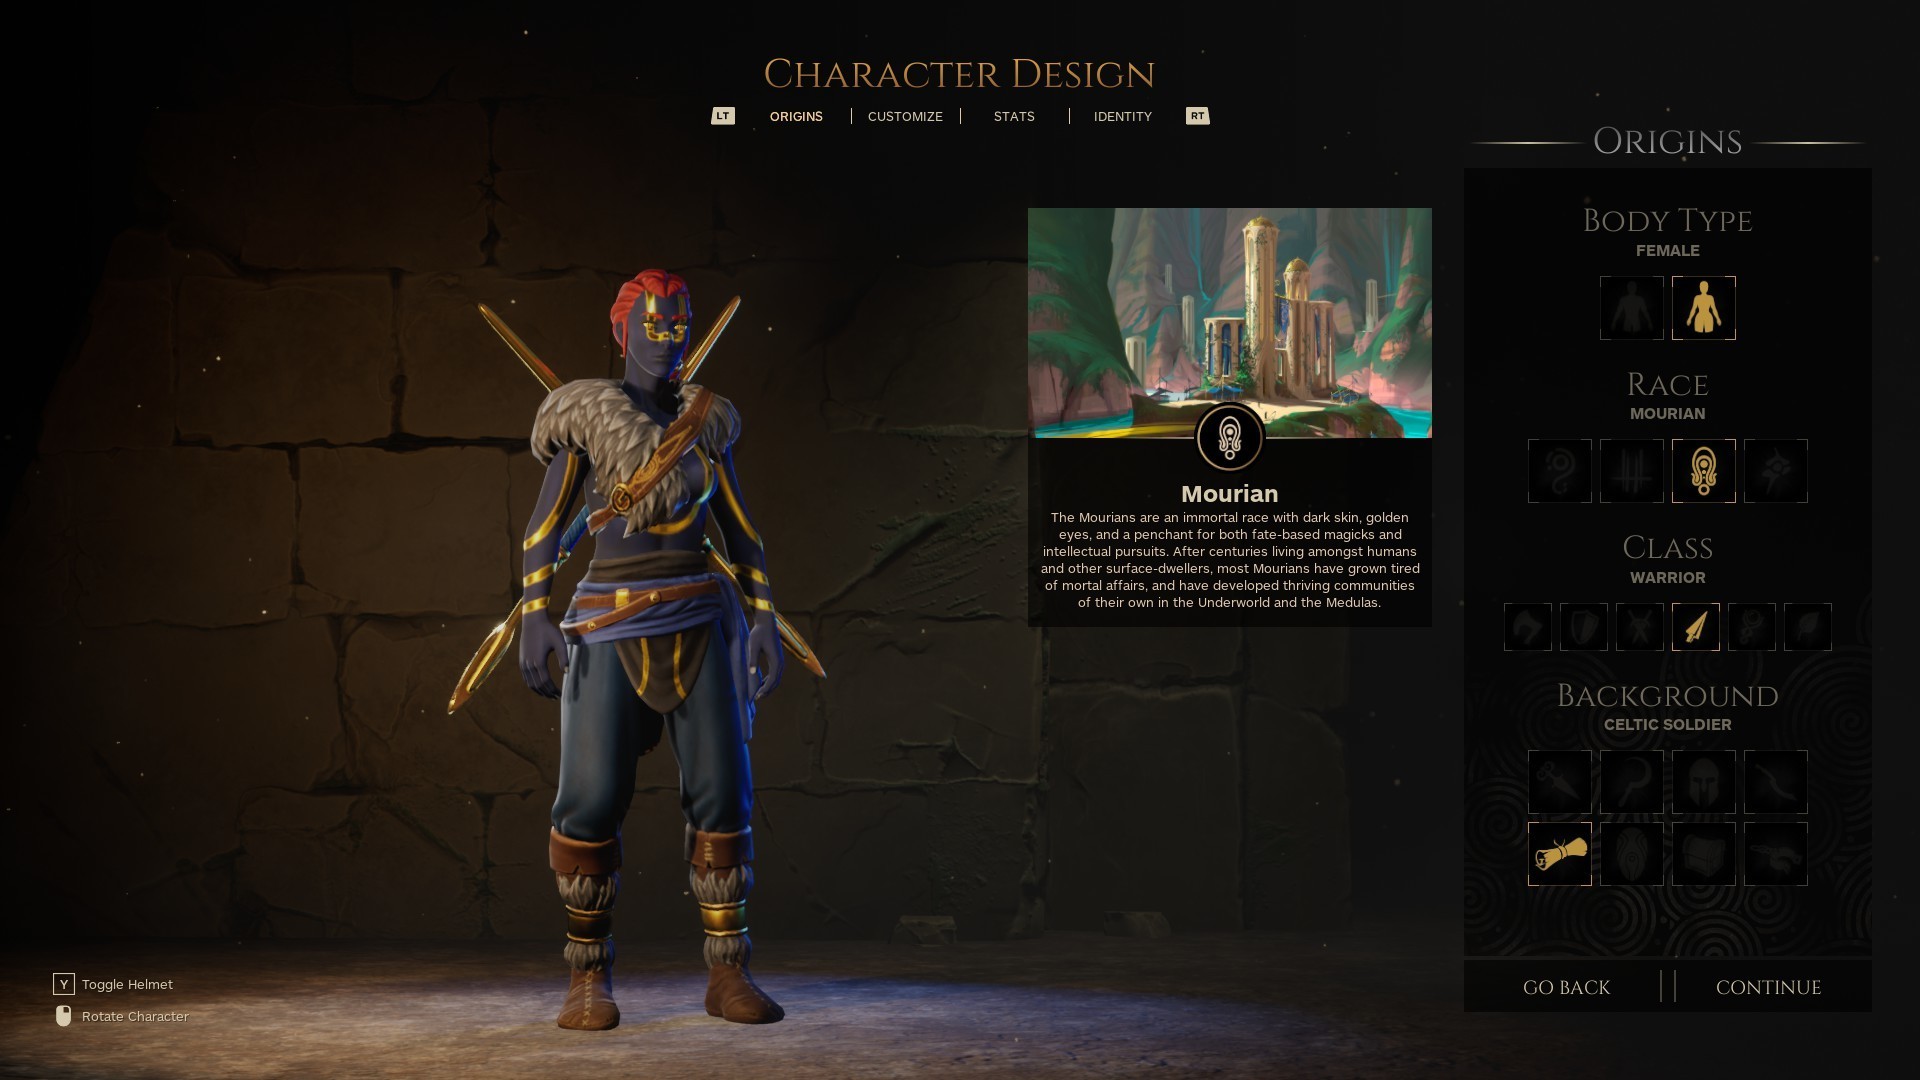 Character Design
LT ORIGINS CUSTOMIZE STATS IDENTITY RT
Origins
Body Type
FEMALE
Race
MOURIAN
Class
WARRIOR
Background
CELTIC SOLDIER
Mourian
The Mourians are an immortal race with dark skin, golden
eyes, and a penchant for both fate-based magicks and
intellectual pursuits. After centuries living amongst humans
and other surface-dwellers, most Mourians have grown tired
of mortal affairs, and have developed thriving communities
of their own in the Underworld and the Medulas.
Y Toggle Helmet
Rotate Character
GO BACK CONTINUE